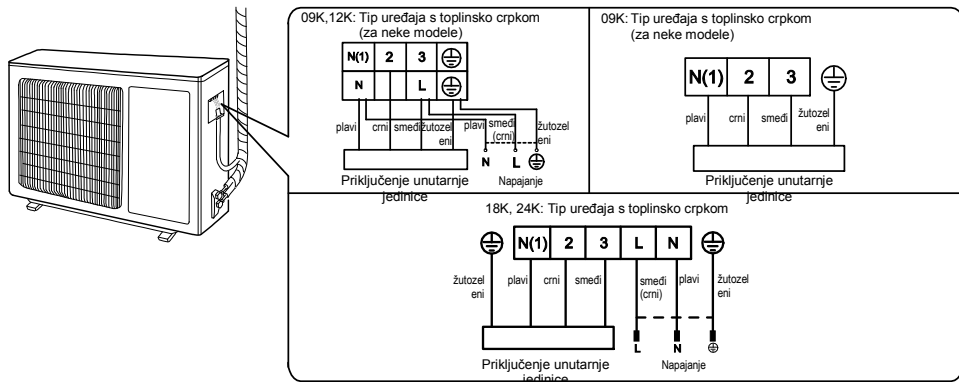 09K,12K: Tip uređaja s toplinsko crpkom
(za neke modele)
N(1) 2 3
N L
plavi crni smeđi žutozel
eni
plavi smeđi
(crni) žutozel
eni
N L
Priključenje unutarnje
jedinice
Napajanje
09K: Tip uređaja s toplinsko crpkom
(za neke modele)
N(1) 2 3
plavi crni smeđi žutozel
eni
Priključenje unutarnje
jedinice
18K, 24K: Tip uređaja s toplinsko crpkom
N(1) 2 3 L N
žutozel
eni
plavi crni smeđi smeđi
(crni) plavi žutozel
eni
L N
Priključenje unutarnje
jedinice
Napajanje